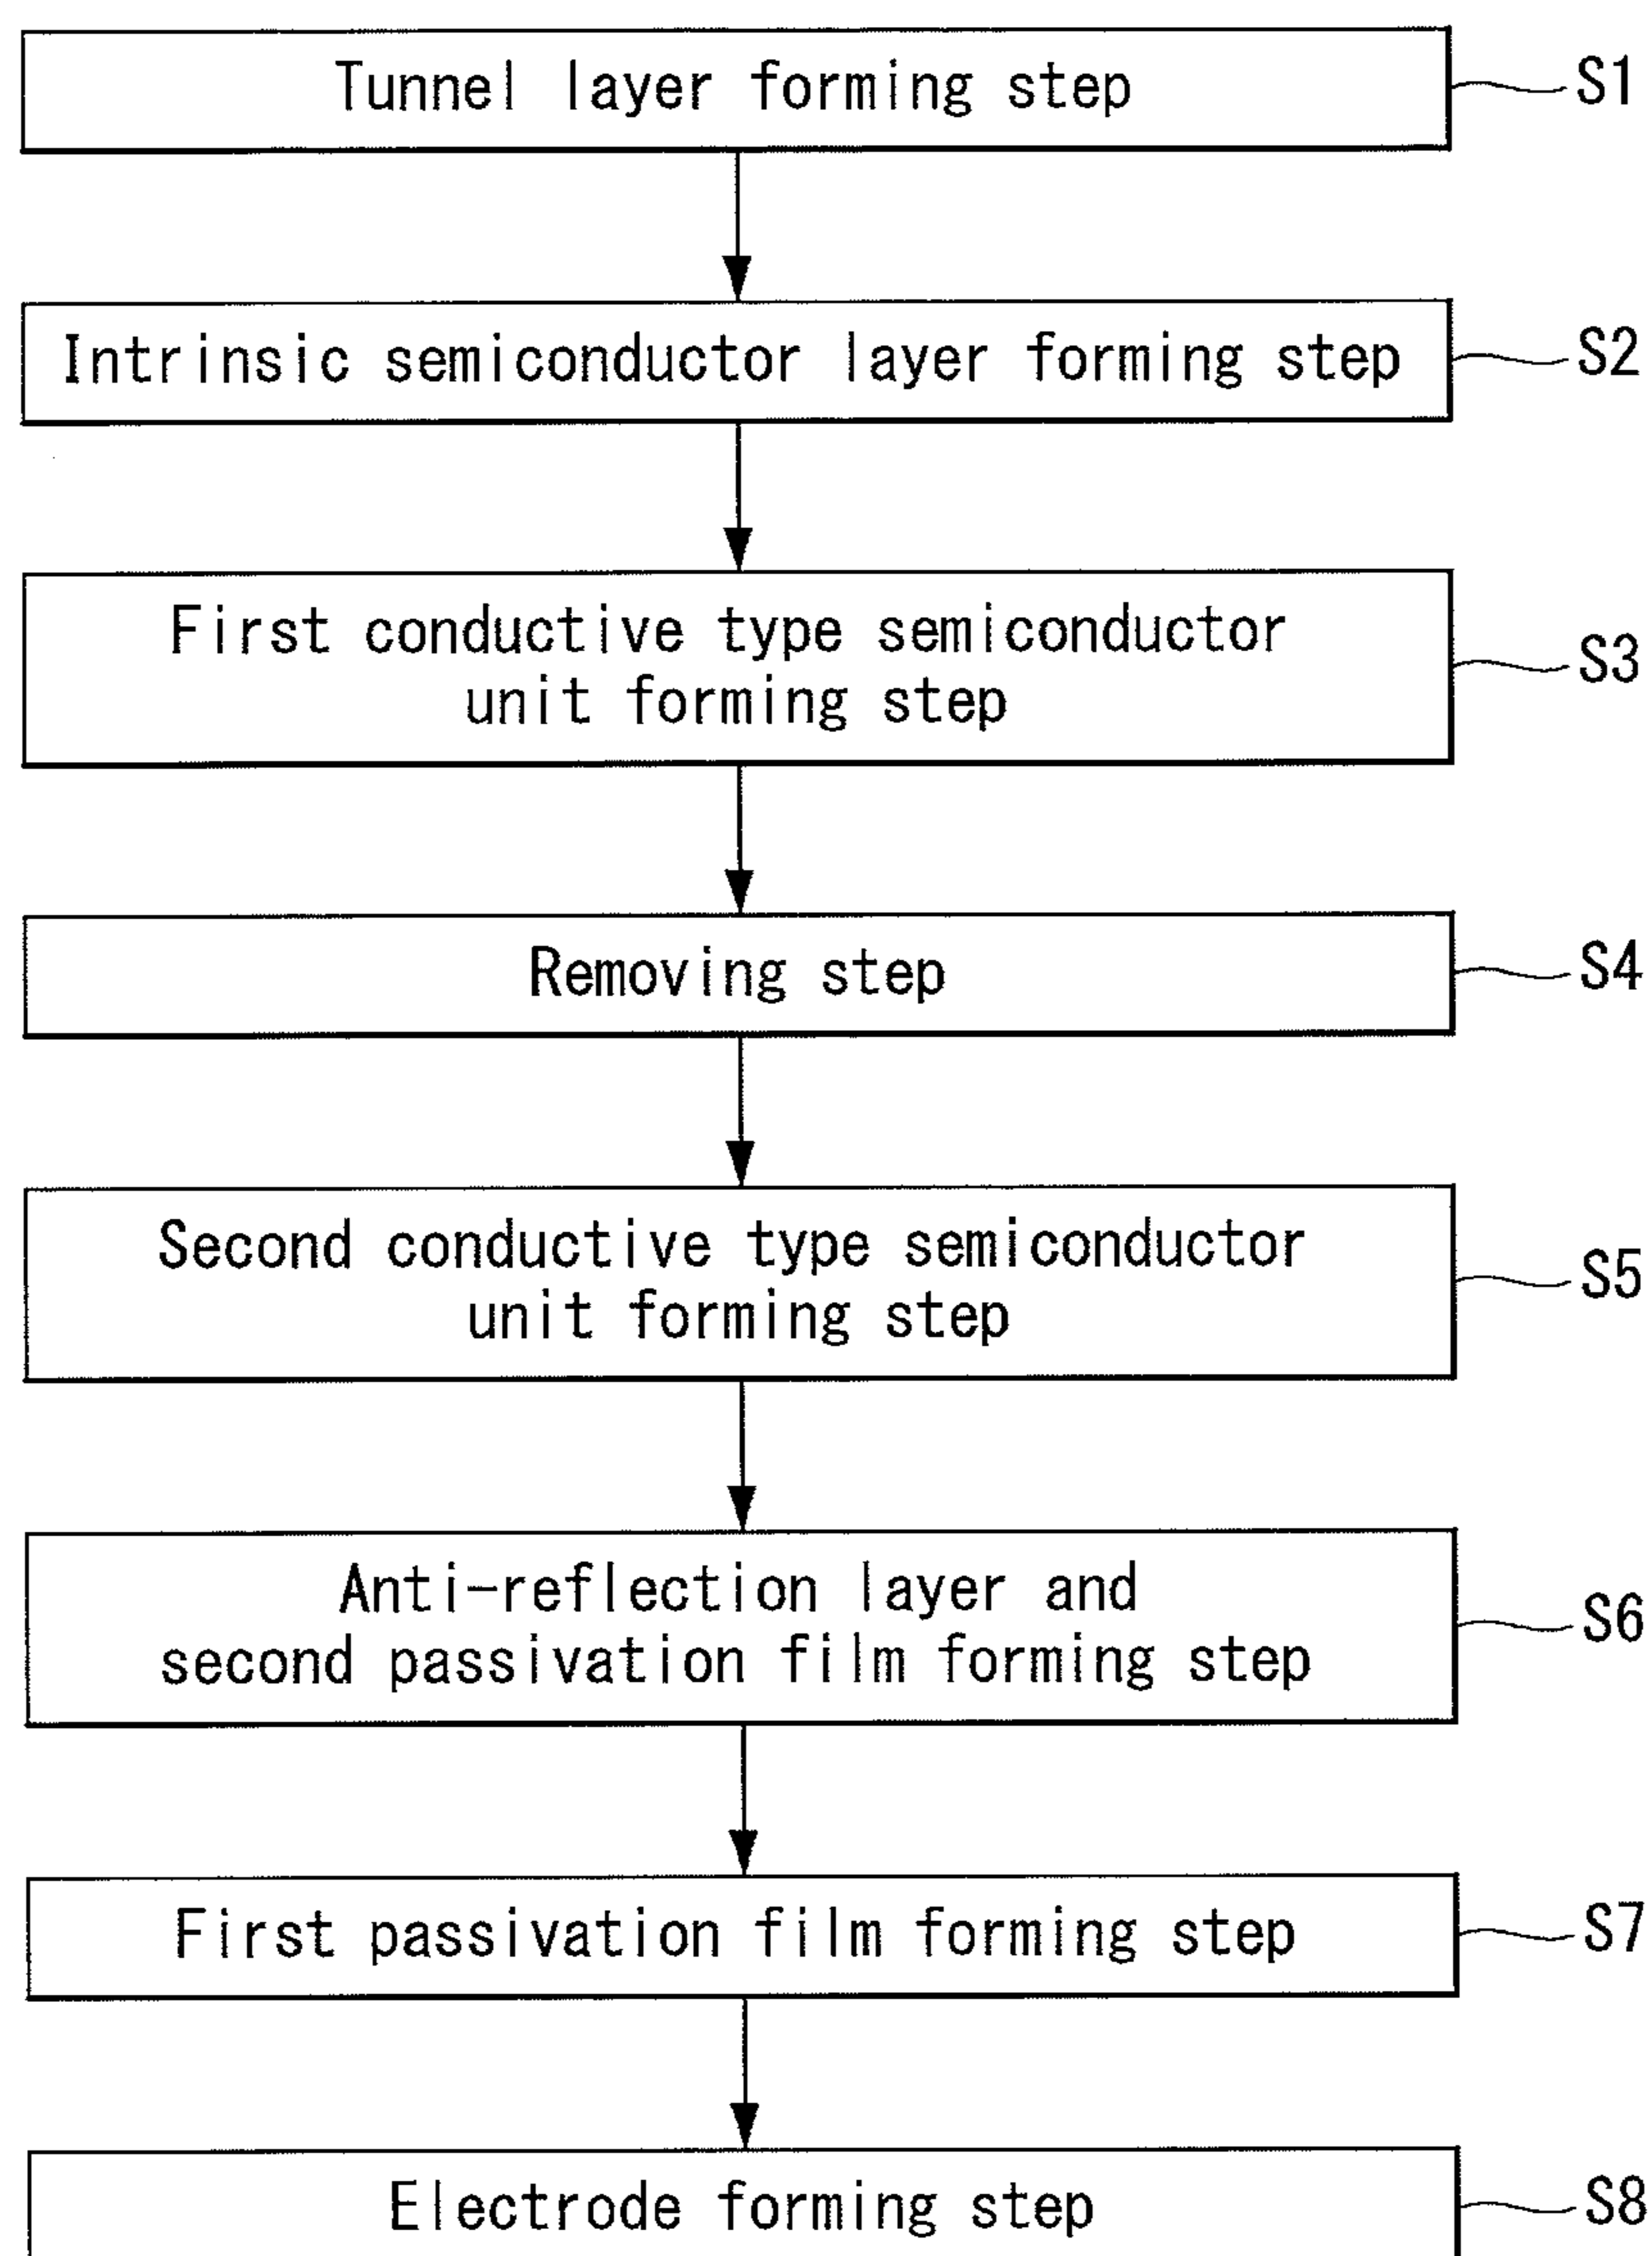 Tunnel layer forming step
S1
Intrinsic semiconductor layer forming step
S2
First conductive type semiconductor
unit forming step
S3
Removing step
S4
Second conductive type semiconductor
unit forming step
S5
Anti-reflection layer and
second passivation film forming step
S6
First passivation film forming step
S7
Electrode forming step
S8